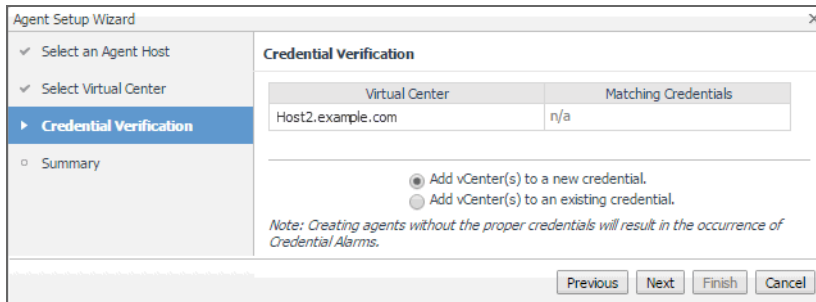 Agent Setup Wizard
Select an Agent Host
Select Virtual Center
Credential Verification
Summary
Credential Verification
Virtual Center Matching Credentials
Host2.example.com n/a
Add vCenter(s) to a new credential.
Add vCenter(s) to an existing credential.
Note: Creating agents without the proper credentials will result in the occurrence of
Credential Alarms.
Previous Next Finish Cancel